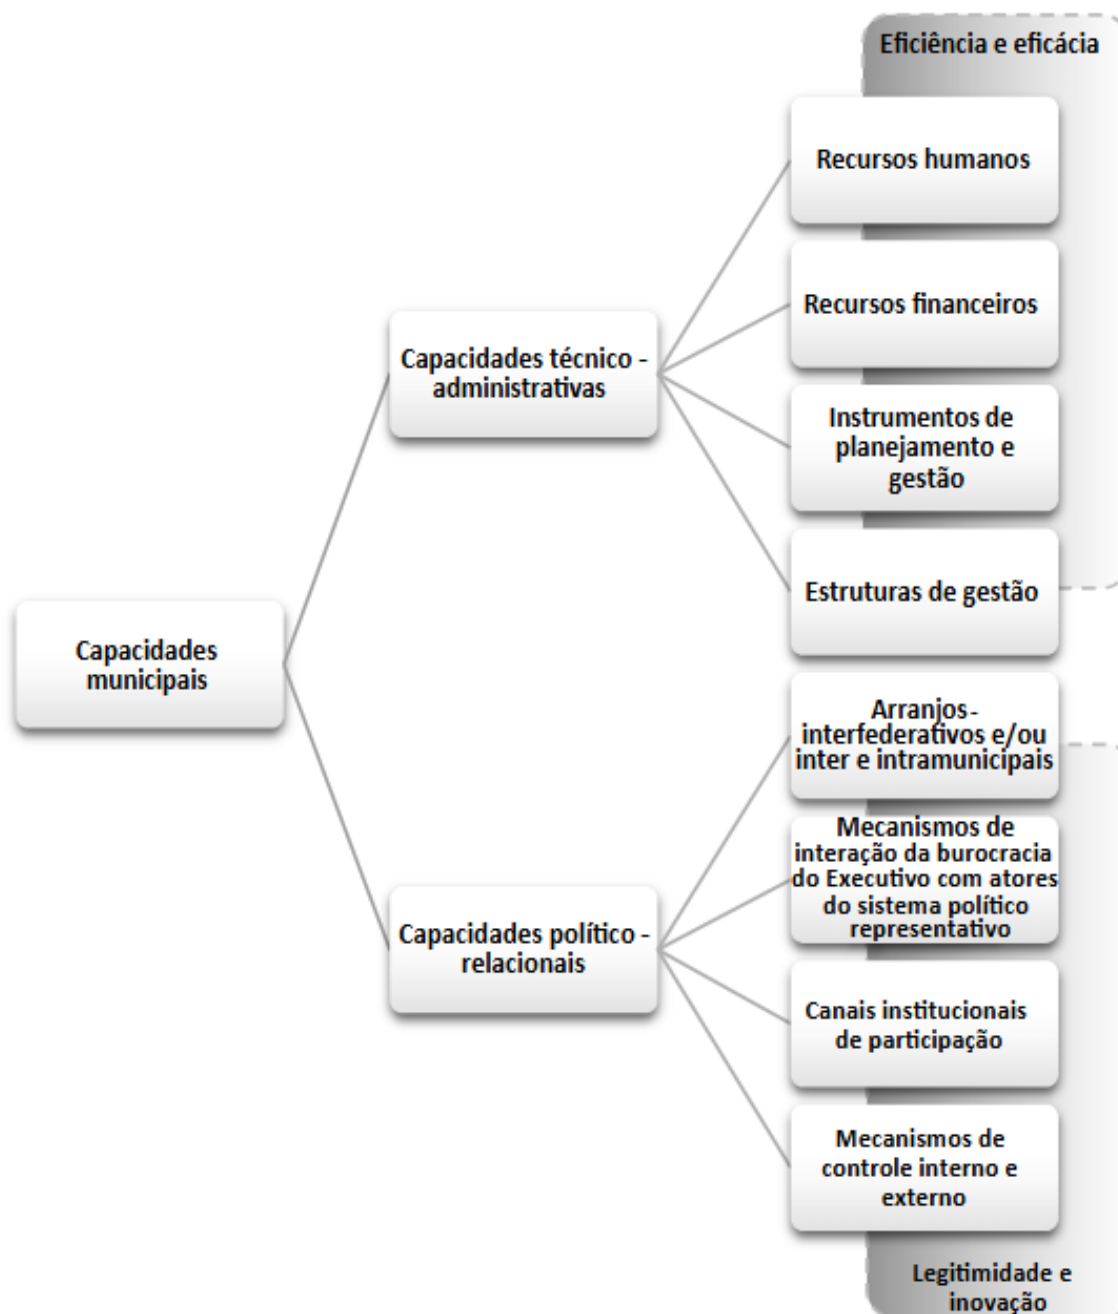 Eficiência e eficácia
Recursos humanos
Recursos financeiros
Capacidades técnico -
administrativas
Instrumentos de
planejamento e
gestão
Estruturas de gestão
Capacidades
municipais
Arranjos-
interfederativos e/ou
inter e intramunicipais
Mecanismos de
interação da burocracia
do Executivo com atores
do sistema político
representativo
Capacidades político -
relacionais
Canais institucionais
de participação
Mecanismos de
controle interno e
externo
Legitimidade e
inovação